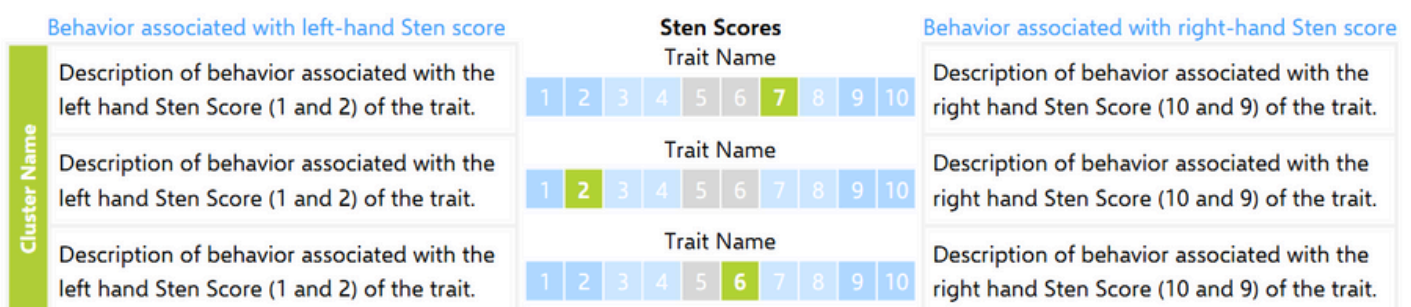 Behavior associated with left-hand Sten score
Sten Scores
Behavior associated with right-hand Sten score
Cluster Name
Description of behavior associated with the
left hand Sten Score (1 and 2) of the trait.
Trait Name
1 2 3 4 5 6 7 8 9 10
Description of behavior associated with the
right hand Sten Score (10 and 9) of the trait.
Description of behavior associated with the
left hand Sten Score (1 and 2) of the trait.
Trait Name
1 2 3 4 5 6 7 8 9 10
Description of behavior associated with the
right hand Sten Score (10 and 9) of the trait.
Description of behavior associated with the
left hand Sten Score (1 and 2) of the trait.
Trait Name
1 2 3 4 5 6 7 8 9 10
Description of behavior associated with the
right hand Sten Score (10 and 9) of the trait.